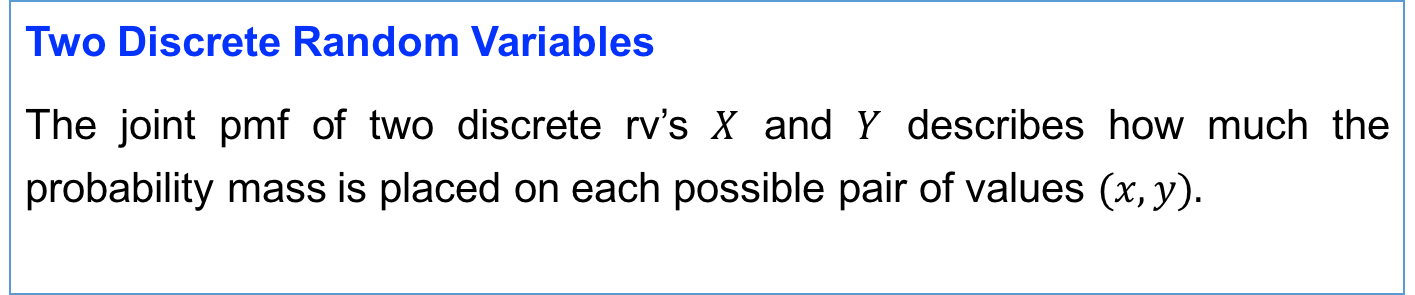 Two Discrete Random Variables
The joint pmf of two discrete rv’s X and Y describes how much the
probability mass is placed on each possible pair of values (x, y).